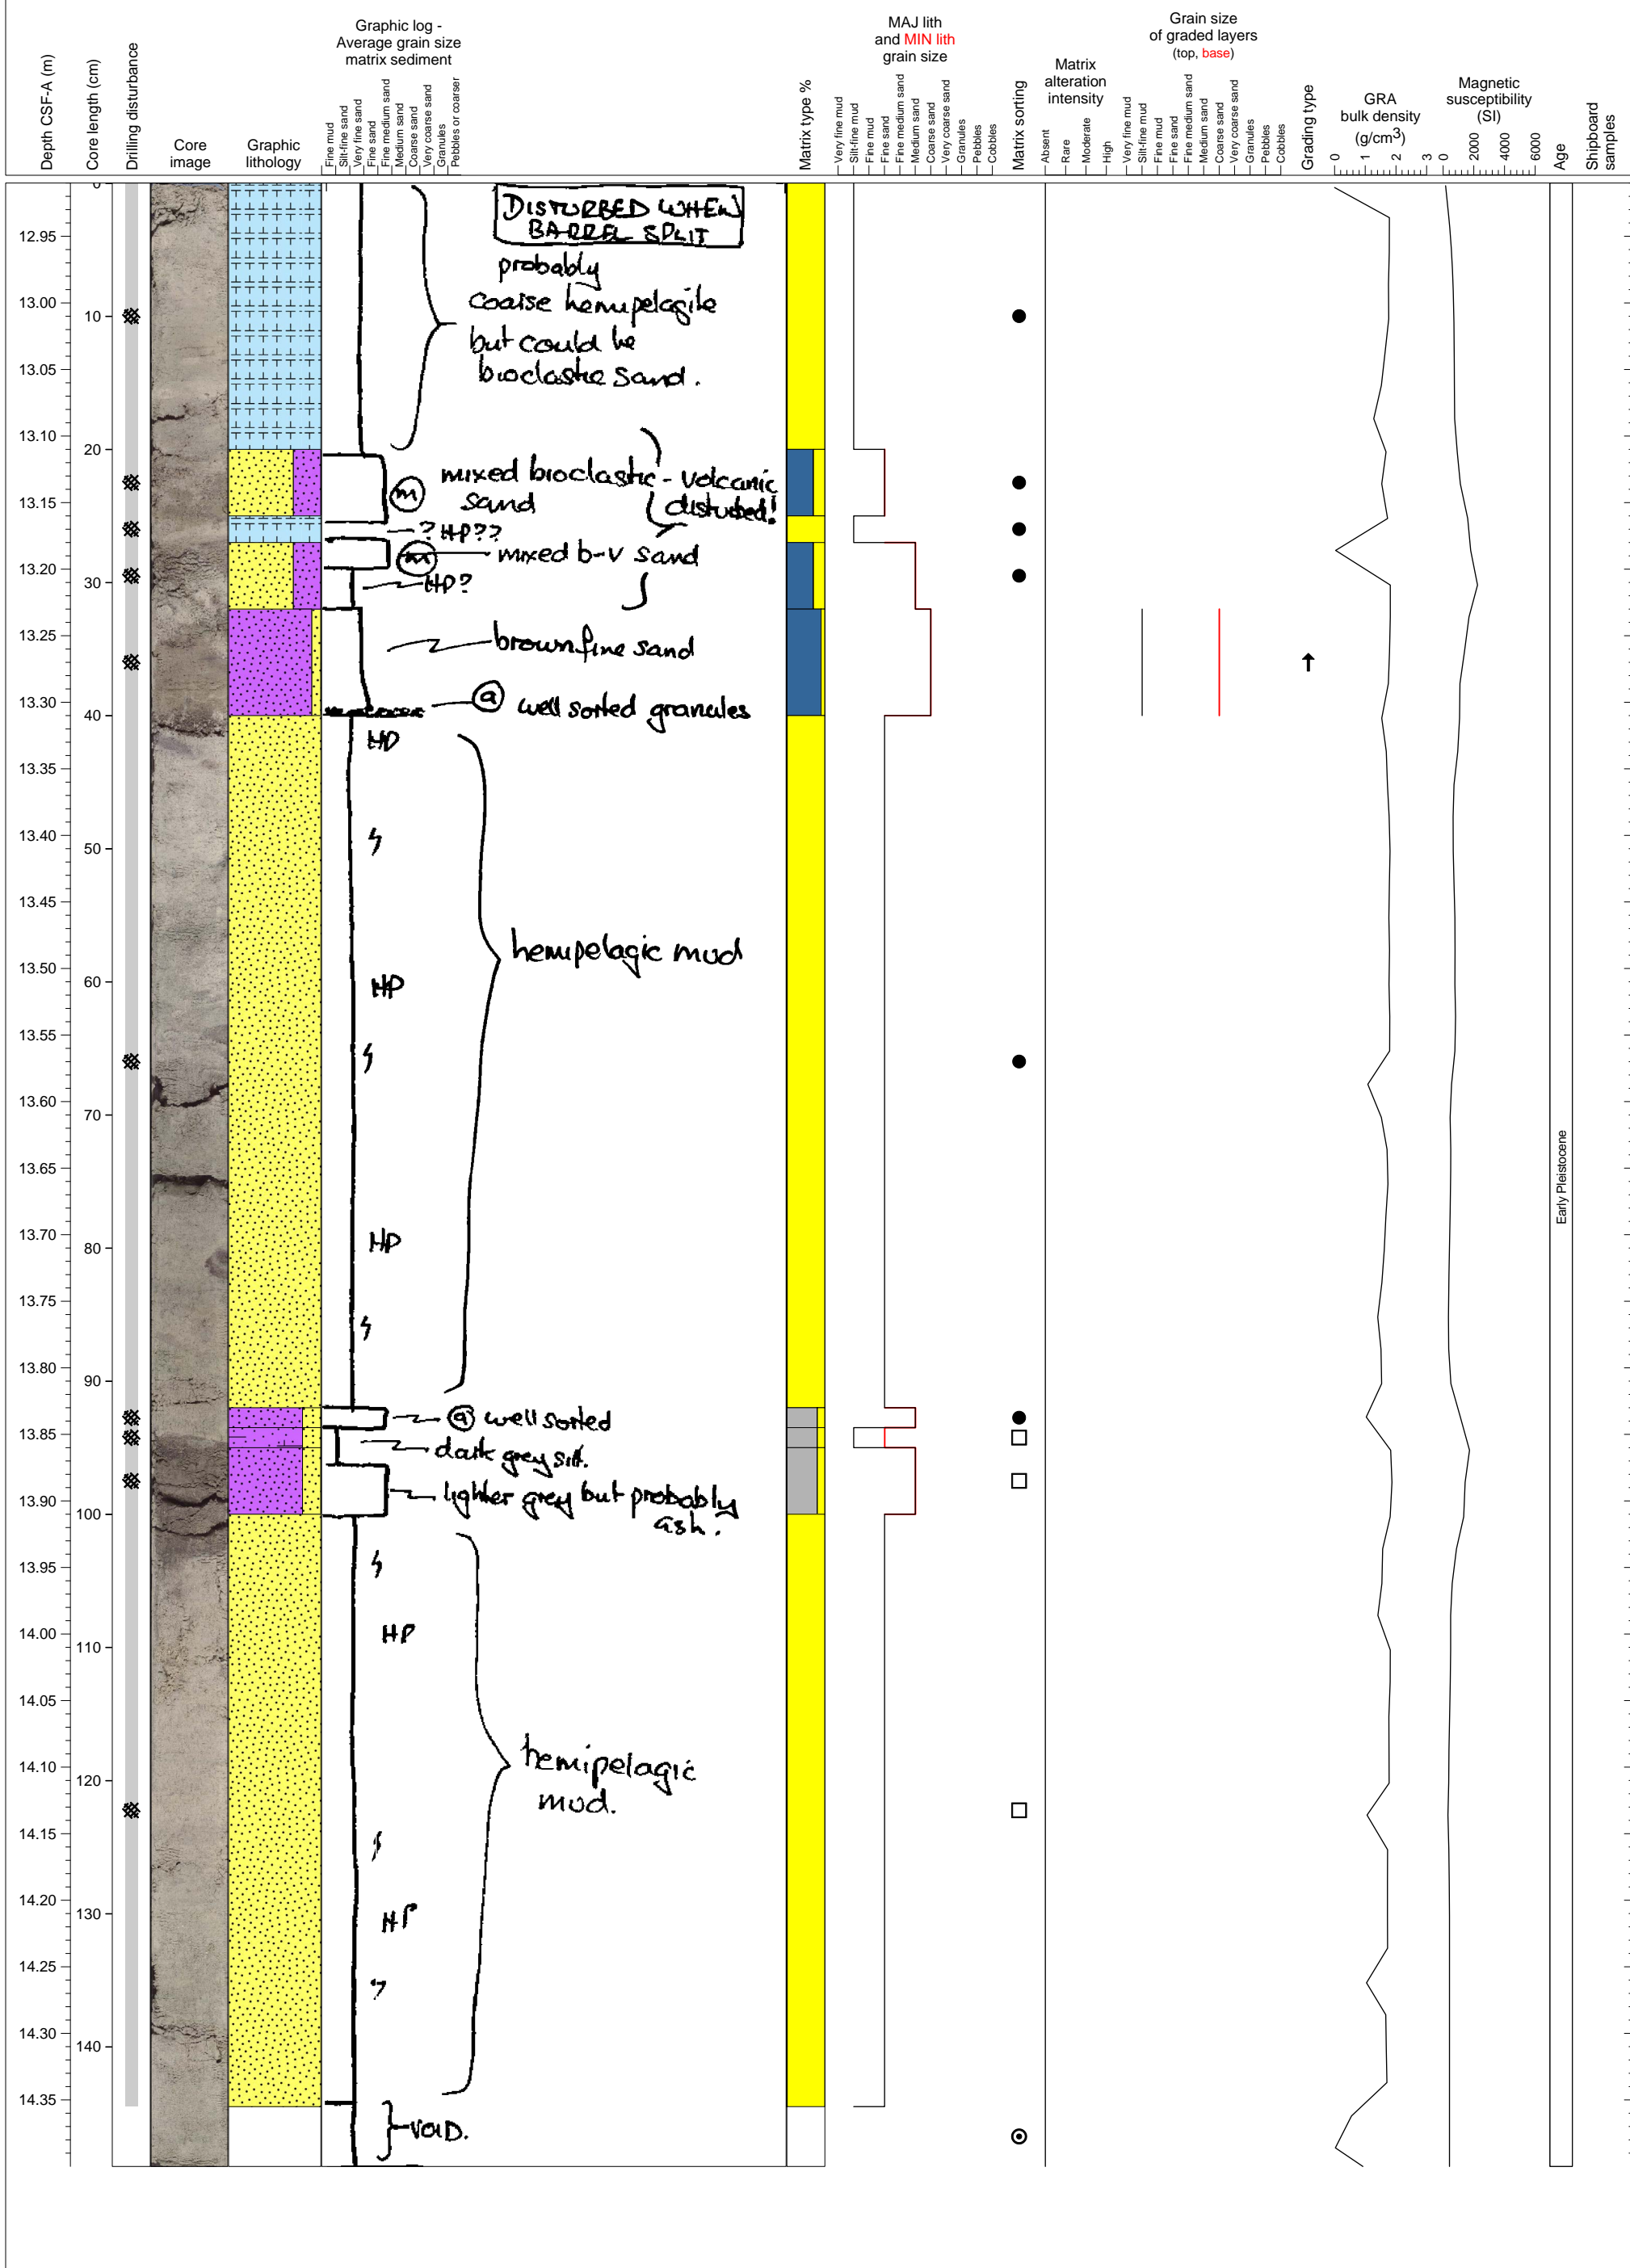 Depth CSF-A (m)
Core length (cm)
Drilling disturbance
Core
image
Graphic
lithology
Graphic log -
Average grain size
matrix sediment
Fine mud
Silt-fine sand
Very fine sand
Fine sand
Fine medium sand
Medium sand
Coarse sand
Very coarse sand
Granules
Pebbles or coarser
Matrix type %
MAJ lith
and MIN lith
grain size
Very fine mud
Silt-fine mud
Fine mud
Fine sand
Fine medium sand
Medium sand
Coarse sand
Very coarse sand
Granules
Pebbles
Cobbles
Matrix sorting
Matrix
alteration
intensity
Absent
Rare
Moderate
High
Grain size
of graded layers
(top, base)
Very fine mud
Silt-fine mud
Fine mud
Fine sand
Fine medium sand
Medium sand
Coarse sand
Very coarse sand
Granules
Pebbles
Cobbles
Grading type
GRA
bulk density
(g/cm3)
0 1 2 3
Magnetic
susceptibility
(SI)
0 2000 4000 6000
Age
Shipboard
samples
12.95
13.00
13.05
13.10
13.15
13.20
13.25
13.30
13.35
13.40
13.45
13.50
13.55
13.60
13.65
13.70
13.75
13.80
13.85
13.90
13.95
14.00
14.05
14.10
14.15
14.20
14.25
14.30
14.35
0
10
20
30
40
50
60
70
80
90
100
110
120
130
140
DISTURBED WHEN
BARREL SPLIT
probably
coarse hemipelagite
but could be
bioclastic sand.
m mixed bioclastic - volcanic
sand disturbed!
? HP??
m mixed b-v sand
HP?
brown fine sand
a well sorted granules
HP
hemipelagic mud
HP
HP
a well sorted
dark grey silt.
lighter grey but probably
ash.
HP
hemipelagic
mud.
HP
VOID.
Early Pleistocene